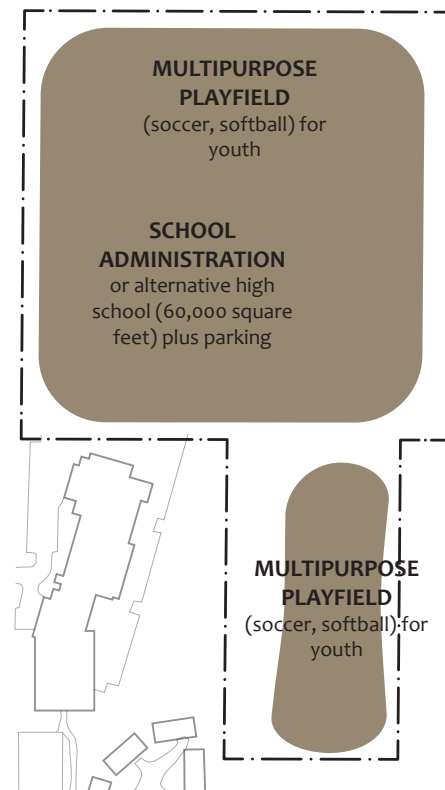 MULTIPURPOSE
PLAYFIELD
(soccer, softball) for
youth
SCHOOL
ADMINISTRATION
or alternative high
school (60,000 square
feet) plus parking
MULTIPURPOSE
PLAYFIELD
(soccer, softball) for
youth